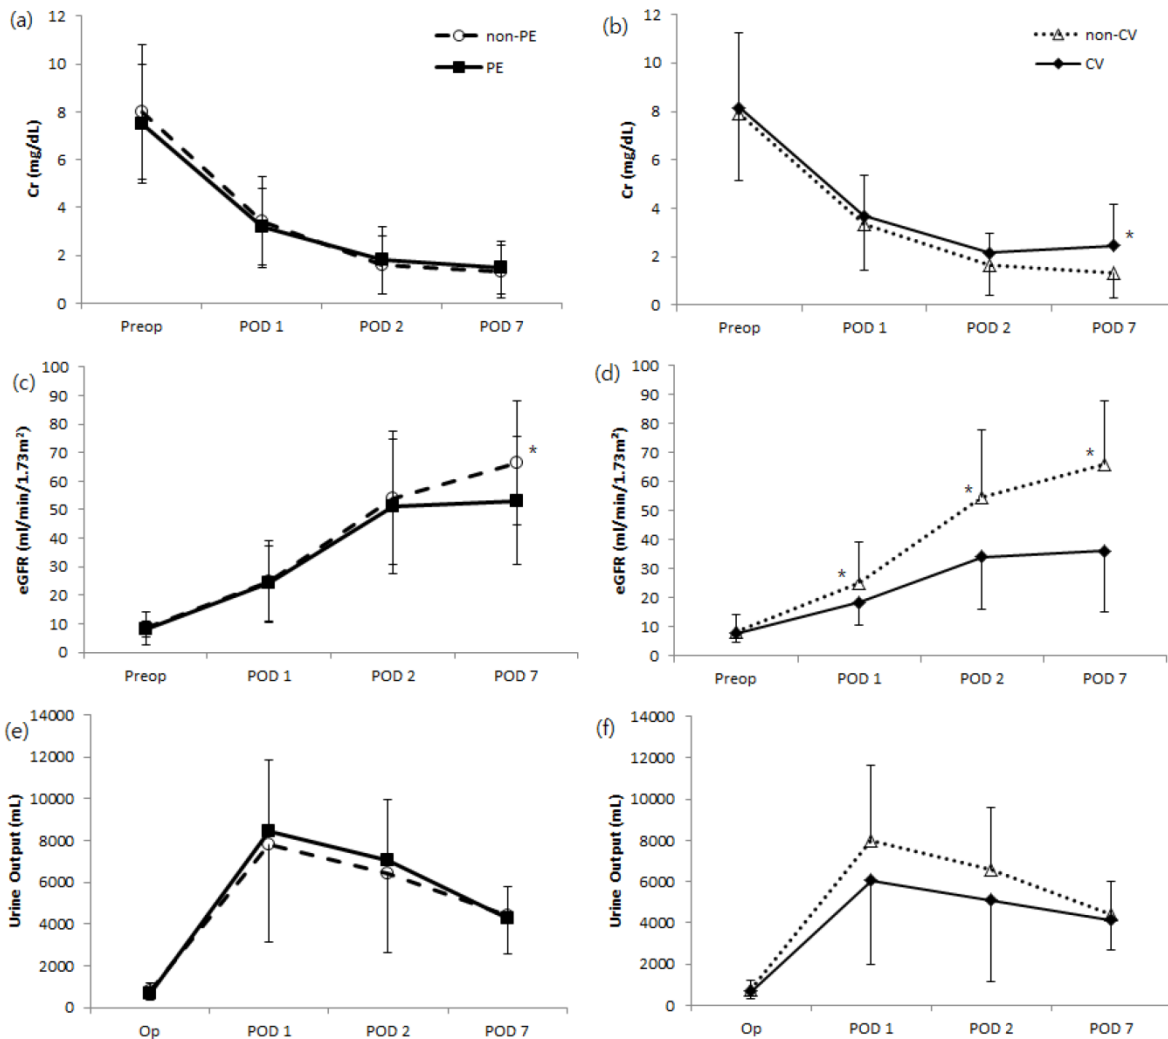 (a)
Cr (mg/dL)
12
10
8
6
4
2
0
non-PE
PE
Preop POD 1 POD 2 POD 7
(b)
Cr (mg/dL)
12
10
8
6
4
2
0
non-CV
CV
*
Preop POD 1 POD 2 POD 7
(c)
eGFR (ml/min/1.73m²)
100
90
80
70
60
50
40
30
20
10
0
*
Preop POD 1 POD 2 POD 7
(d)
eGFR (ml/min/1.73m²)
100
90
80
70
60
50
40
30
20
10
0
* * *
Preop POD 1 POD 2 POD 7
(e)
Urine Output (mL)
14000
12000
10000
8000
6000
4000
2000
0
Op POD 1 POD 2 POD 7
(f)
Urine Output (mL)
14000
12000
10000
8000
6000
4000
2000
0
Op POD 1 POD 2 POD 7